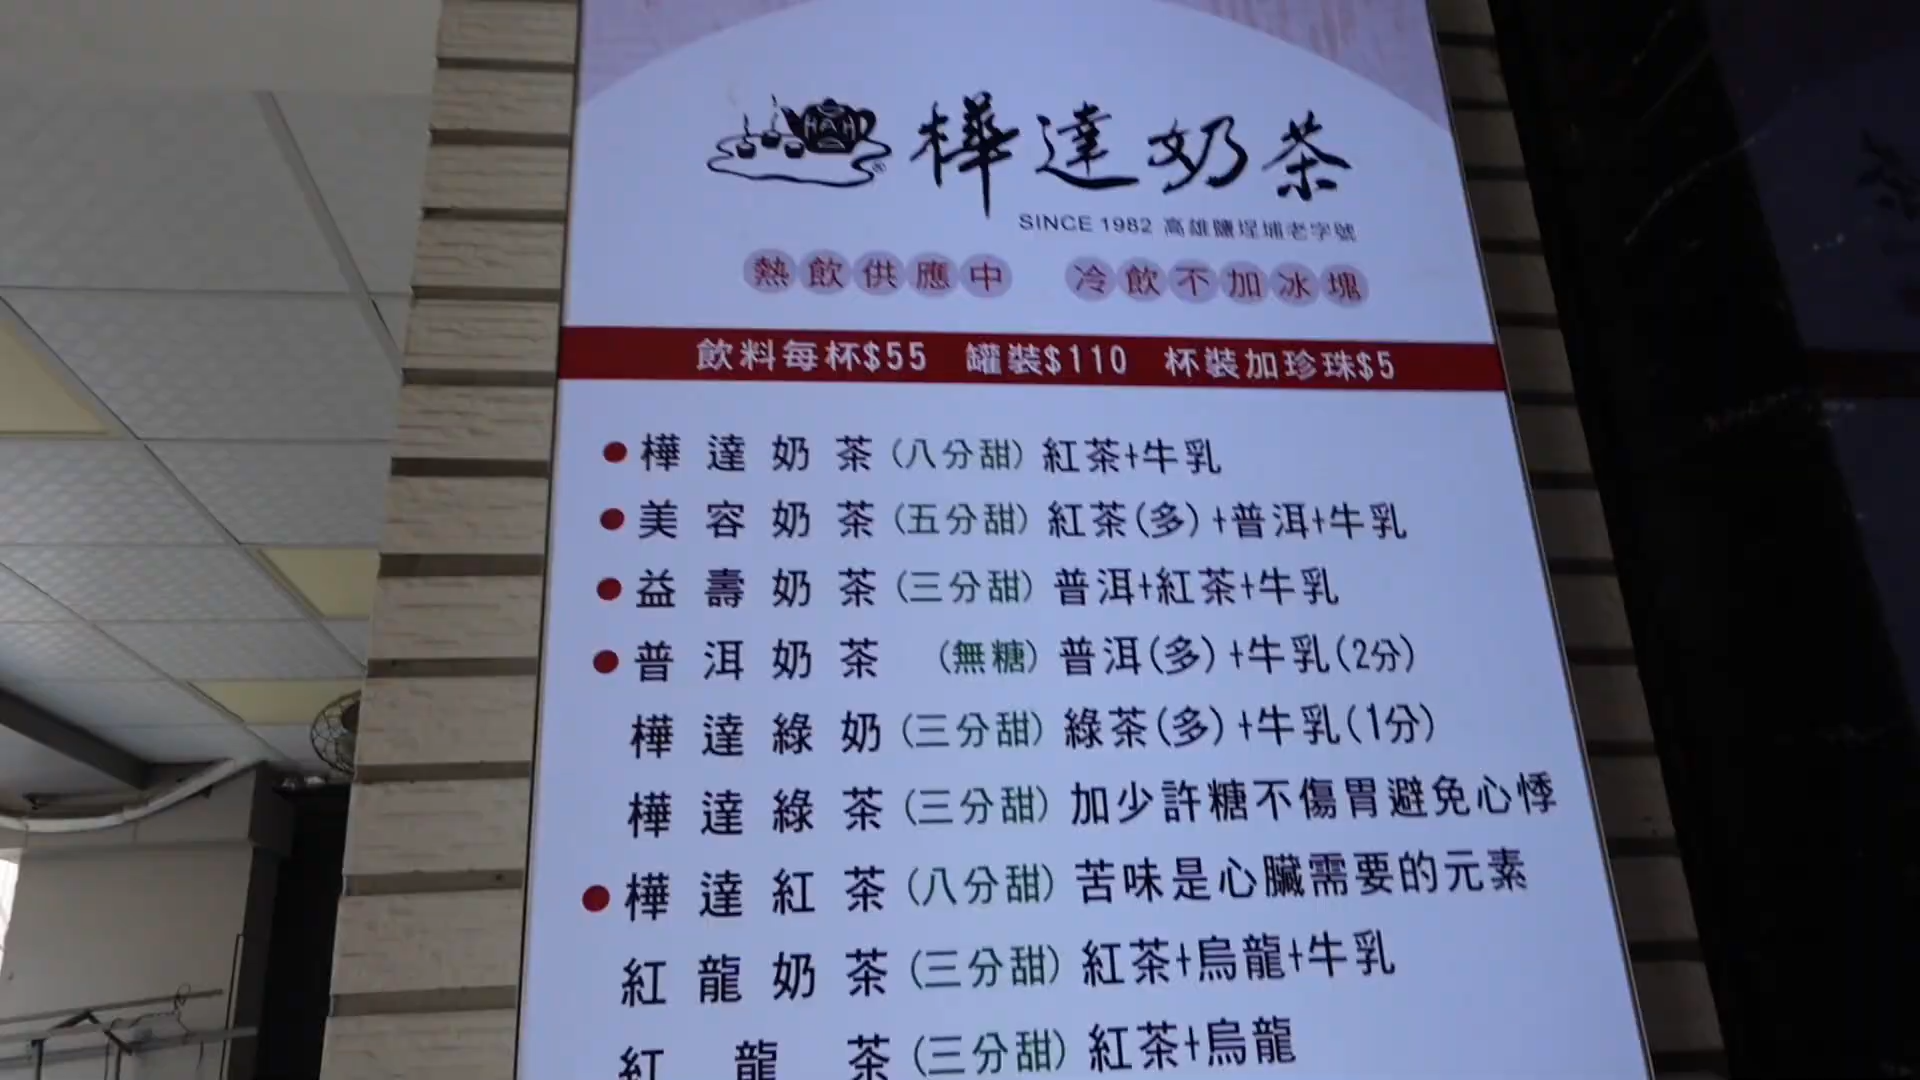 HAH
樺達奶茶
SINCE 1982 高雄鹽埕埔老字號
熱飲供應中 冷飲不加冰塊
飲料每杯$55 罐裝$110 杯裝加珍珠$5
●樺達奶茶(八分甜) 紅茶+牛乳
●美容奶茶(五分甜) 紅茶(多)+普洱+牛乳
●益壽奶茶(三分甜) 普洱+紅茶+牛乳
●普洱奶茶 (無糖) 普洱(多)+牛乳(2分)
樺達綠奶(三分甜) 綠茶(多)+牛乳(1分)
樺達綠茶(三分甜) 加少許糖不傷胃避免心悸
●樺達紅茶(八分甜) 苦味是心臟需要的元素
紅龍奶茶(三分甜) 紅茶+烏龍+牛乳
紅龍茶(三分甜) 紅茶+烏龍